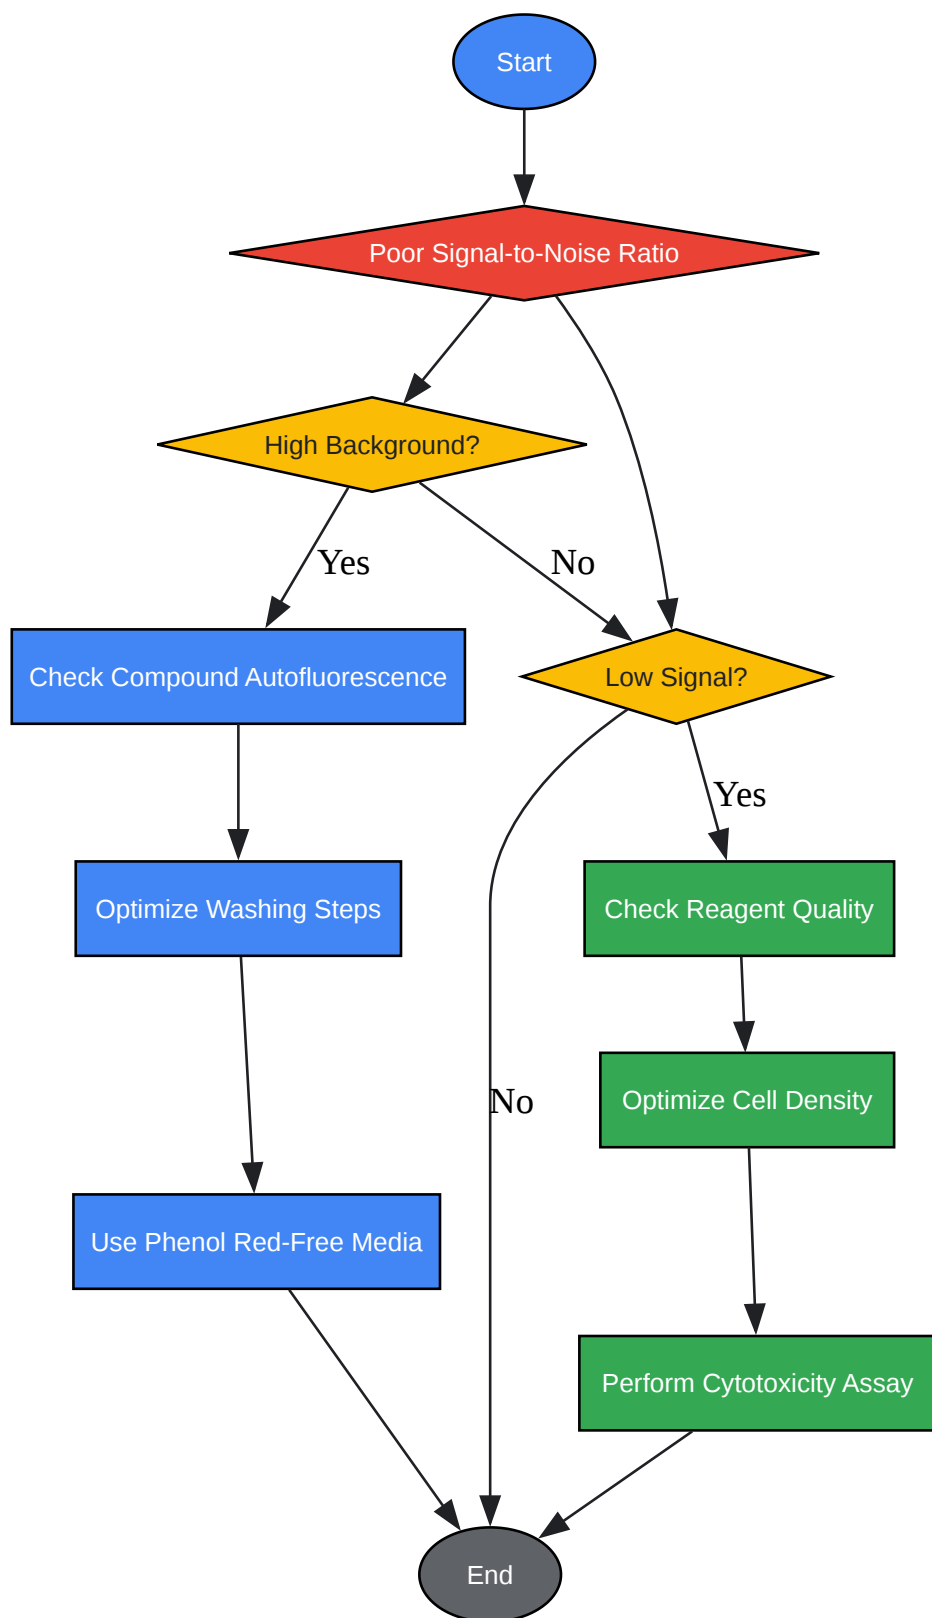 Start
Poor Signal-to-Noise Ratio
High Background?
Yes
No
Check Compound Autofluorescence
Low Signal?
Yes
Optimize Washing Steps
Check Reagent Quality
No
Optimize Cell Density
Use Phenol Red-Free Media
Perform Cytotoxicity Assay
End